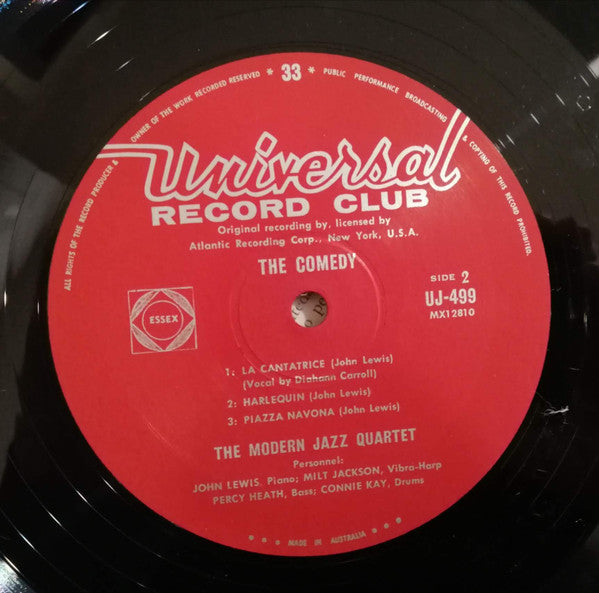 ALL RIGHTS OF THE RECORD PRODUCER & OWNER OF THE WORK RECORDED RESERVED * 33 * PUBLIC PERFORMANCE BROADCASTING & COPYING OF THIS RECORD PROHIBITED.
Universal
RECORD CLUB
Original recording by, licensed by
Atlantic Recording Corp., New York, U.S.A.
THE COMEDY
SIDE 2
UJ-499
MX12810
ESSEX
1: LA CANTATRICE (John Lewis)
(Vocal by Diahann Carroll)
2: HARLEQUIN (John Lewis)
3: PIAZZA NAVONA (John Lewis)
THE MODERN JAZZ QUARTET
Personnel:
JOHN LEWIS, Piano; MILT JACKSON, Vibra-Harp
PERCY HEATH, Bass; CONNIE KAY, Drums
* * * MADE IN AUSTRALIA * * *